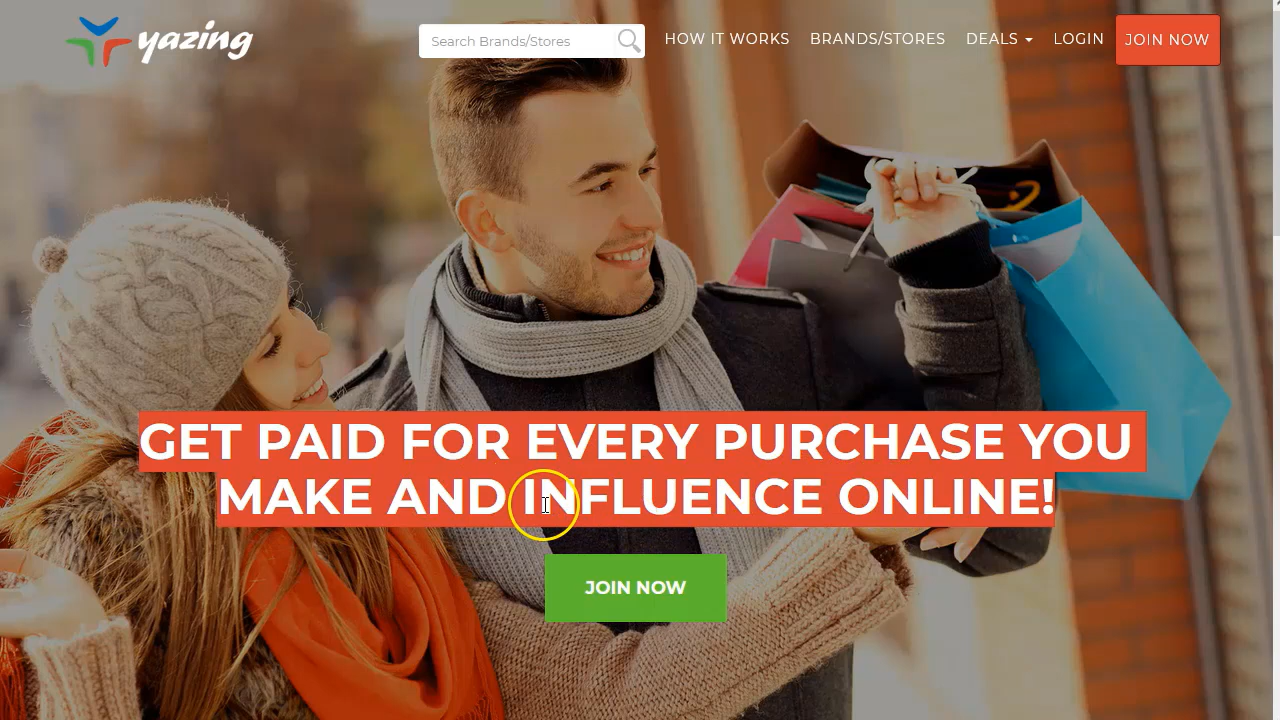 yazing
Search Brands/Stores
HOW IT WORKS
BRANDS/STORES
DEALS
LOGIN
JOIN NOW
GET PAID FOR EVERY PURCHASE YOU
MAKE AND INFLUENCE ONLINE!
JOIN NOW